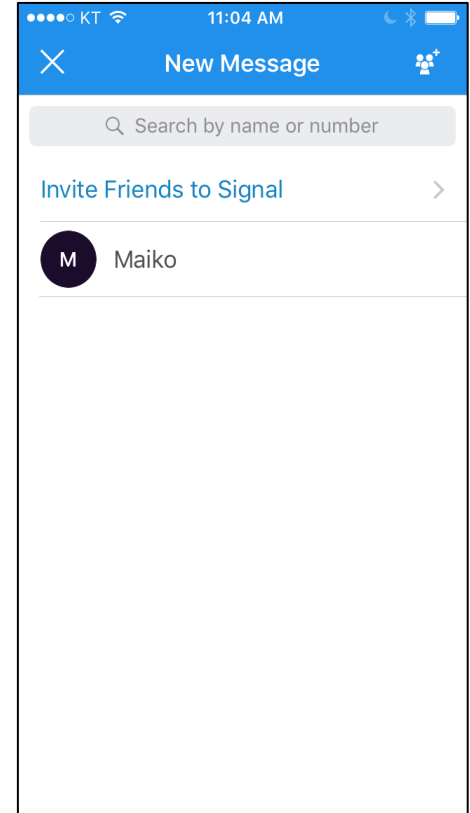 KT 11:04 AM
New Message
Search by name or number
Invite Friends to Signal
M Maiko